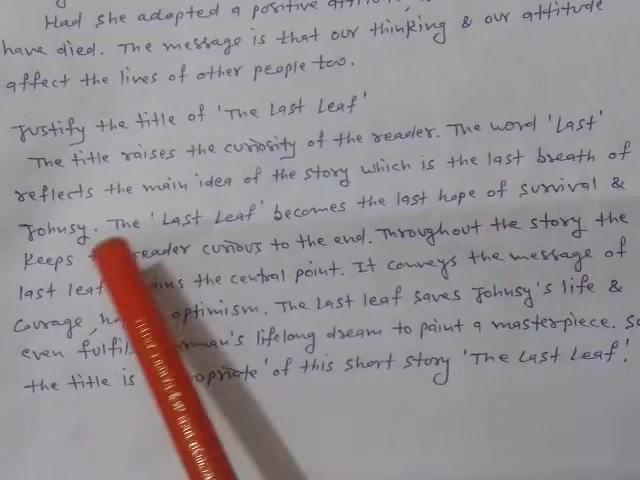 Had she adopted a positive
have died. The message is that our thinking & our attitude
affect the lives of other people too.
Justify the title of 'The Last Leaf'
The title raises the curiosity of the reader. The word 'Last'
reflects the main idea of the story which is the last breath of
Johnsy. The 'Last Leaf' becomes the last hope of survival &
keeps reader curious to the end. Throughout the story the
last leaf the central point. It conveys the message of
courage, optimism. The last leaf saves Johnsy's life &
even lifelong dream to paint a masterpiece. So
the title is of this short story 'The Last Leaf'.